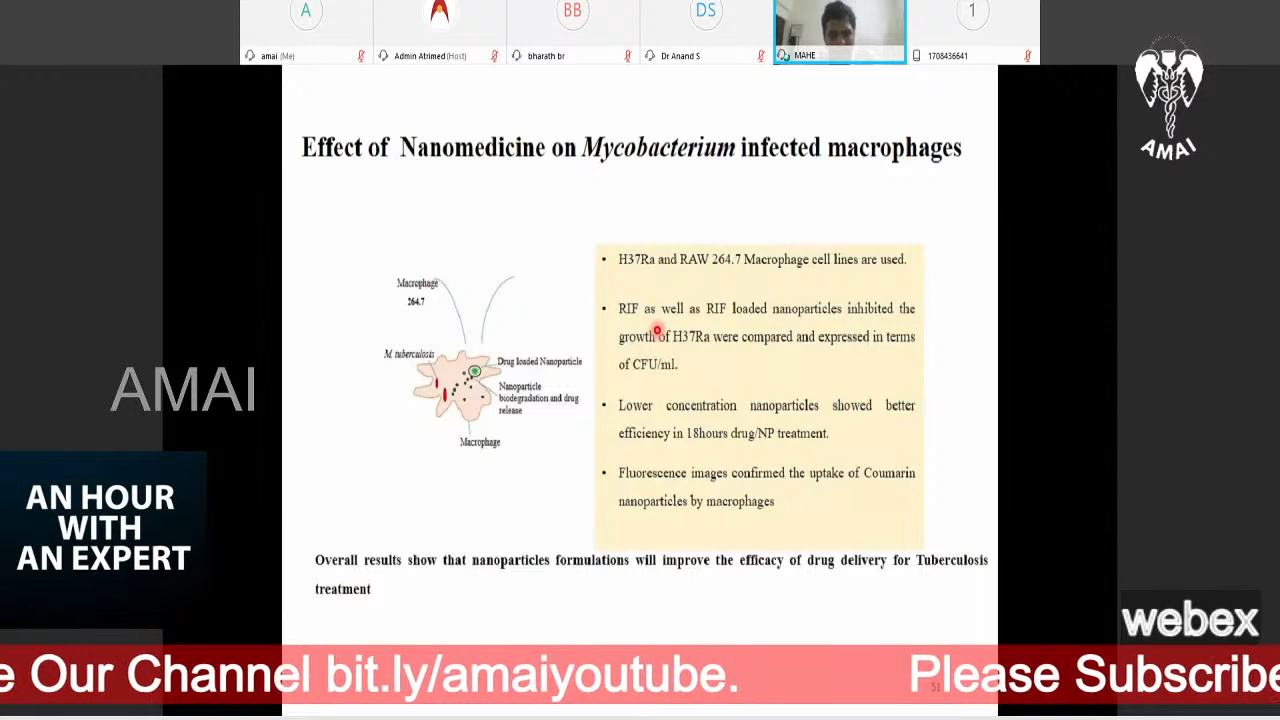 A
BB
DS
1
amai (Me)
Admin Atrimed (Host)
bharath br
Dr Anand S
MAHE
1708436641
AMAI
Effect of Nanomedicine on Mycobacterium infected macrophages
Macrophage
264.7
M. tuberculosis
Drug loaded Nanoparticle
Nanoparticle
biodegradation and drug
release
Macrophage
• H37Ra and RAW 264.7 Macrophage cell lines are used.
• RIF as well as RIF loaded nanoparticles inhibited the
growth of H37Ra were compared and expressed in terms
of CFU/ml.
• Lower concentration nanoparticles showed better
efficiency in 18hours drug/NP treatment.
• Fluorescence images confirmed the uptake of Coumarin
nanoparticles by macrophages
Overall results show that nanoparticles formulations will improve the efficacy of drug delivery for Tuberculosis
treatment
AMAI
AN HOUR
WITH
AN EXPERT
webex
e Our Channel bit.ly/amaiyoutube. Please Subscribe
51